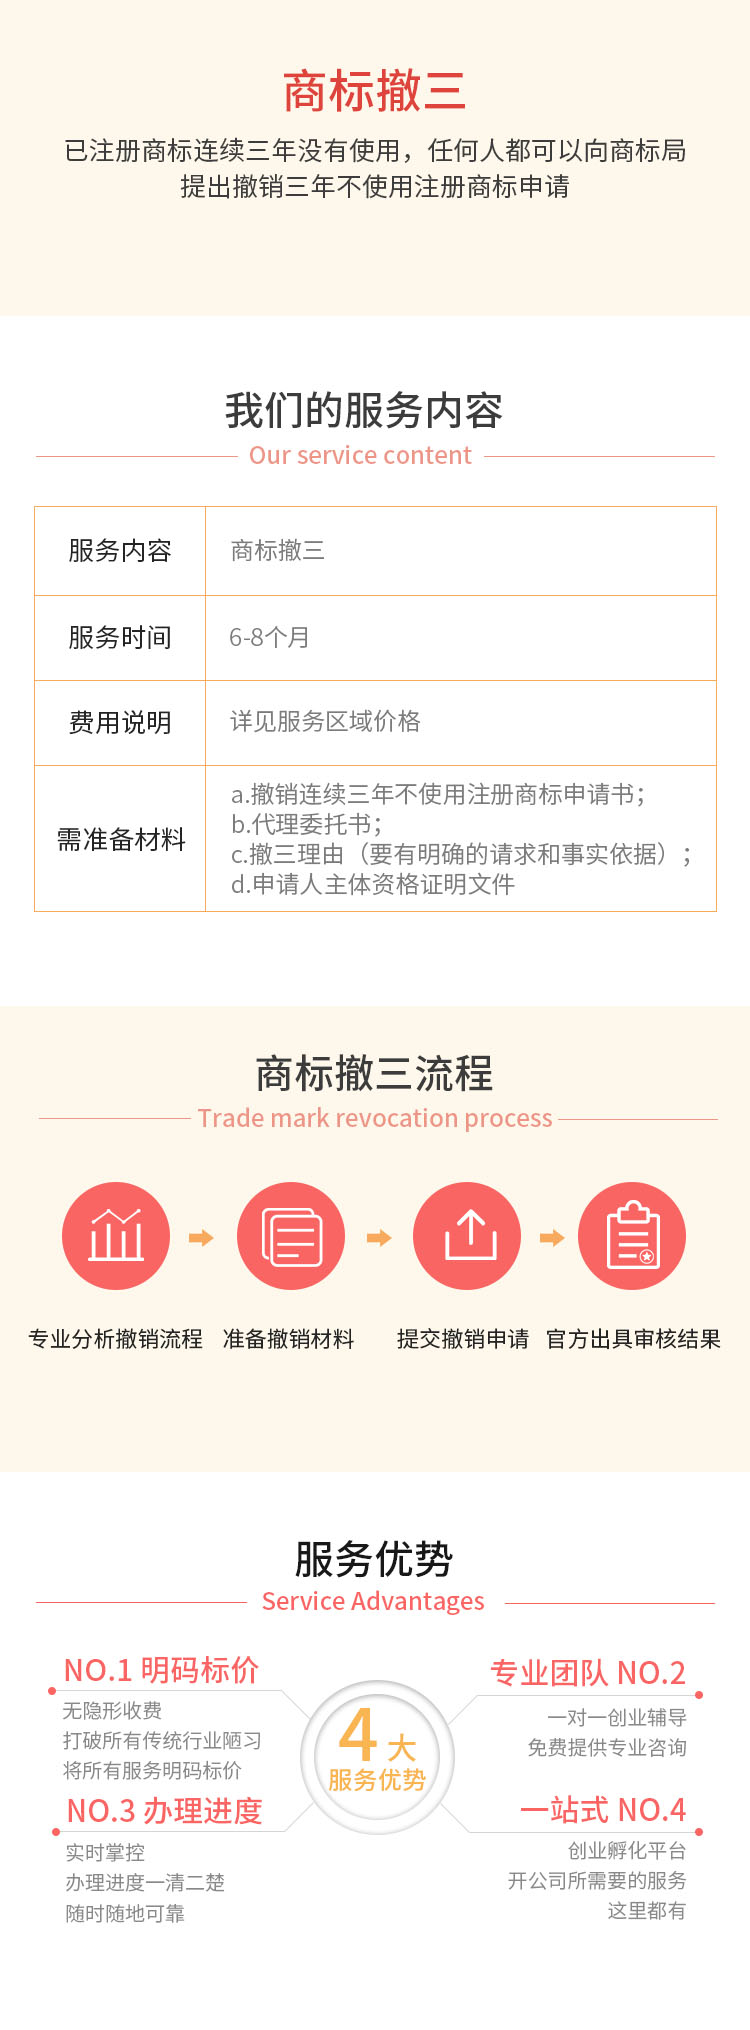 商标撤三
已注册商标连续三年没有使用，任何人都可以向商标局
提出撤销三年不使用注册商标申请
我们的服务内容
Our service content
服务内容
商标撤三
服务时间
6-8个月
费用说明
详见服务区域价格
需准备材料
a.撤销连续三年不使用注册商标申请书；
b.代理委托书；
c.撤三理由（要有明确的请求和事实依据）；
d.申请人主体资格证明文件
商标撤三流程
Trade mark revocation process
专业分析撤销流程
准备撤销材料
提交撤销申请
官方出具审核结果
服务优势
Service Advantages
NO.1 明码标价
无隐形收费
打破所有传统行业陋习
将所有服务明码标价
专业团队 NO.2
一对一创业辅导
免费提供专业咨询
4大
服务优势
NO.3 办理进度
实时掌控
办理进度一清二楚
随时随地可靠
一站式 NO.4
创业孵化平台
开公司所需要的服务
这里都有